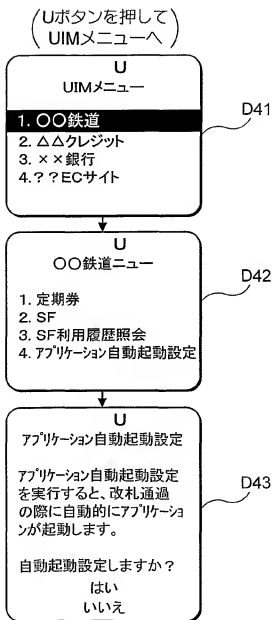 Uボタンを押して
UIMメニューへ
U
UIMメニュー
1. 〇〇鉄道
2. △△クレジット
3. ××銀行
4. ??ECサイト
D41
U
〇〇鉄道ニュー
1. 定期券
2. SF
3. SF利用履歴照会
4. アプリケーション自動起動設定
D42
U
アプリケーション自動起動設定
アプリケーション自動起動設定
を実行すると、改札通過
の際に自動的にアプリケーショ
ンが起動します。
自動起動設定しますか?
はい
いいえ
D43